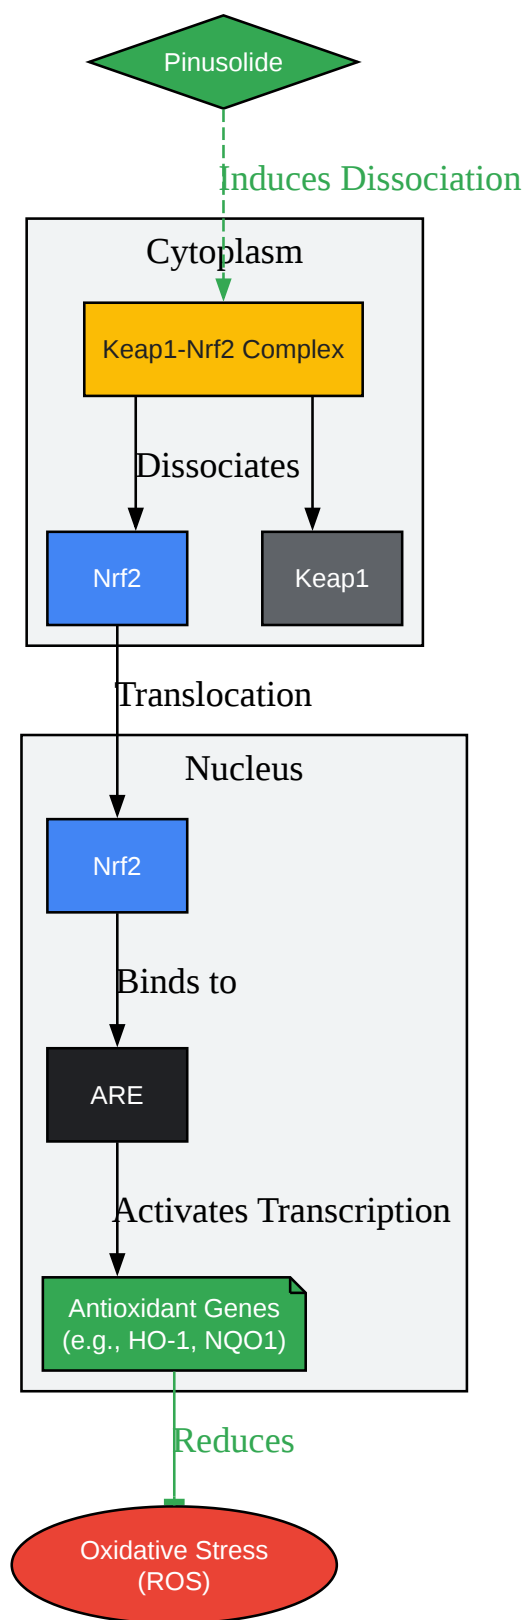 Pinusolide
Induces Dissociation
Cytoplasm
Keap1-Nrf2 Complex
Dissociates
Nrf2
Keap1
Translocation
Nucleus
Nrf2
Binds to
ARE
Activates Transcription
Antioxidant Genes
(e.g., HO-1, NQO1)
Reduces
Oxidative Stress
(ROS)